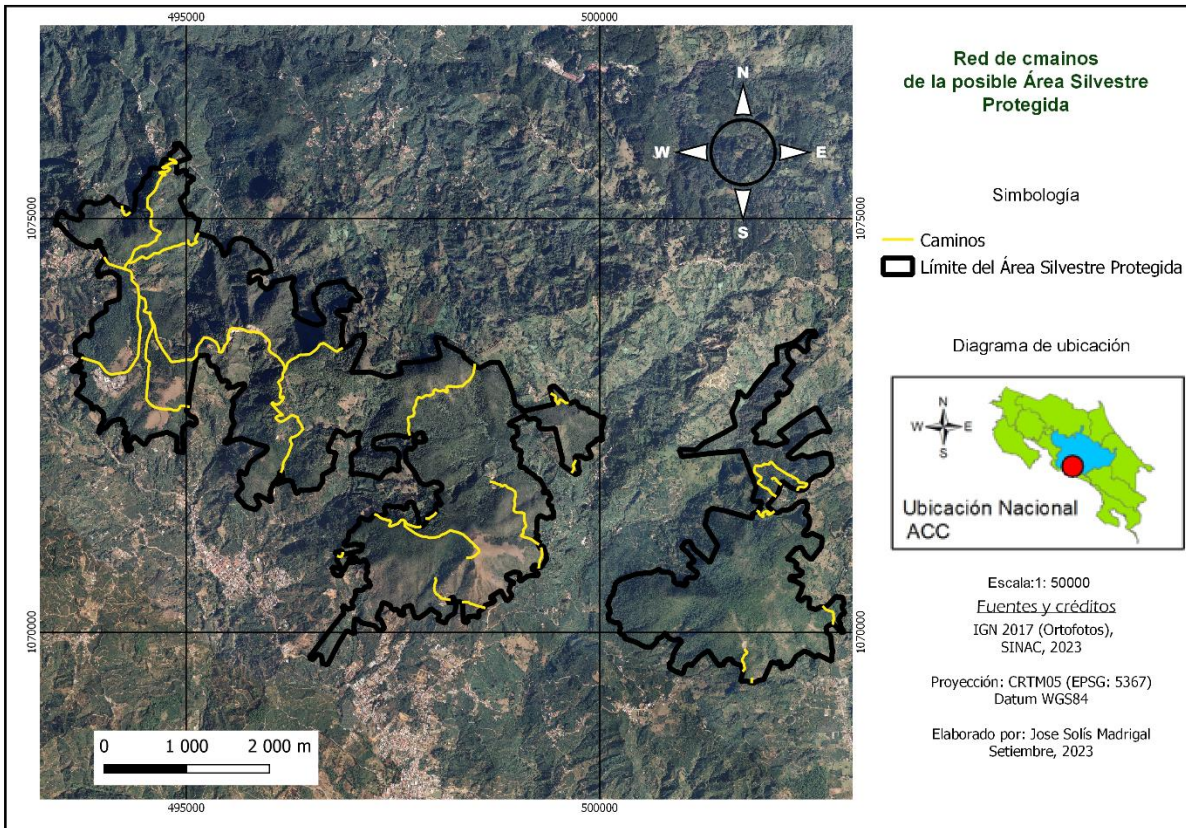 495000
500000
1075000
1075000
1070000
1070000
495000
500000
N
W
E
S
0 1 000 2 000 m
Red de cmainos
de la posible Área Silvestre
Protegida
Simbología
Caminos
Límite del Área Silvestre Protegida
Diagrama de ubicación
N
W E
S
Ubicación Nacional
ACC
Escala:1: 50000
Fuentes y créditos
IGN 2017 (Ortofotos),
SINAC, 2023
Proyección: CRTM05 (EPSG: 5367)
Datum WGS84
Elaborado por: Jose Solís Madrigal
Setiembre, 2023